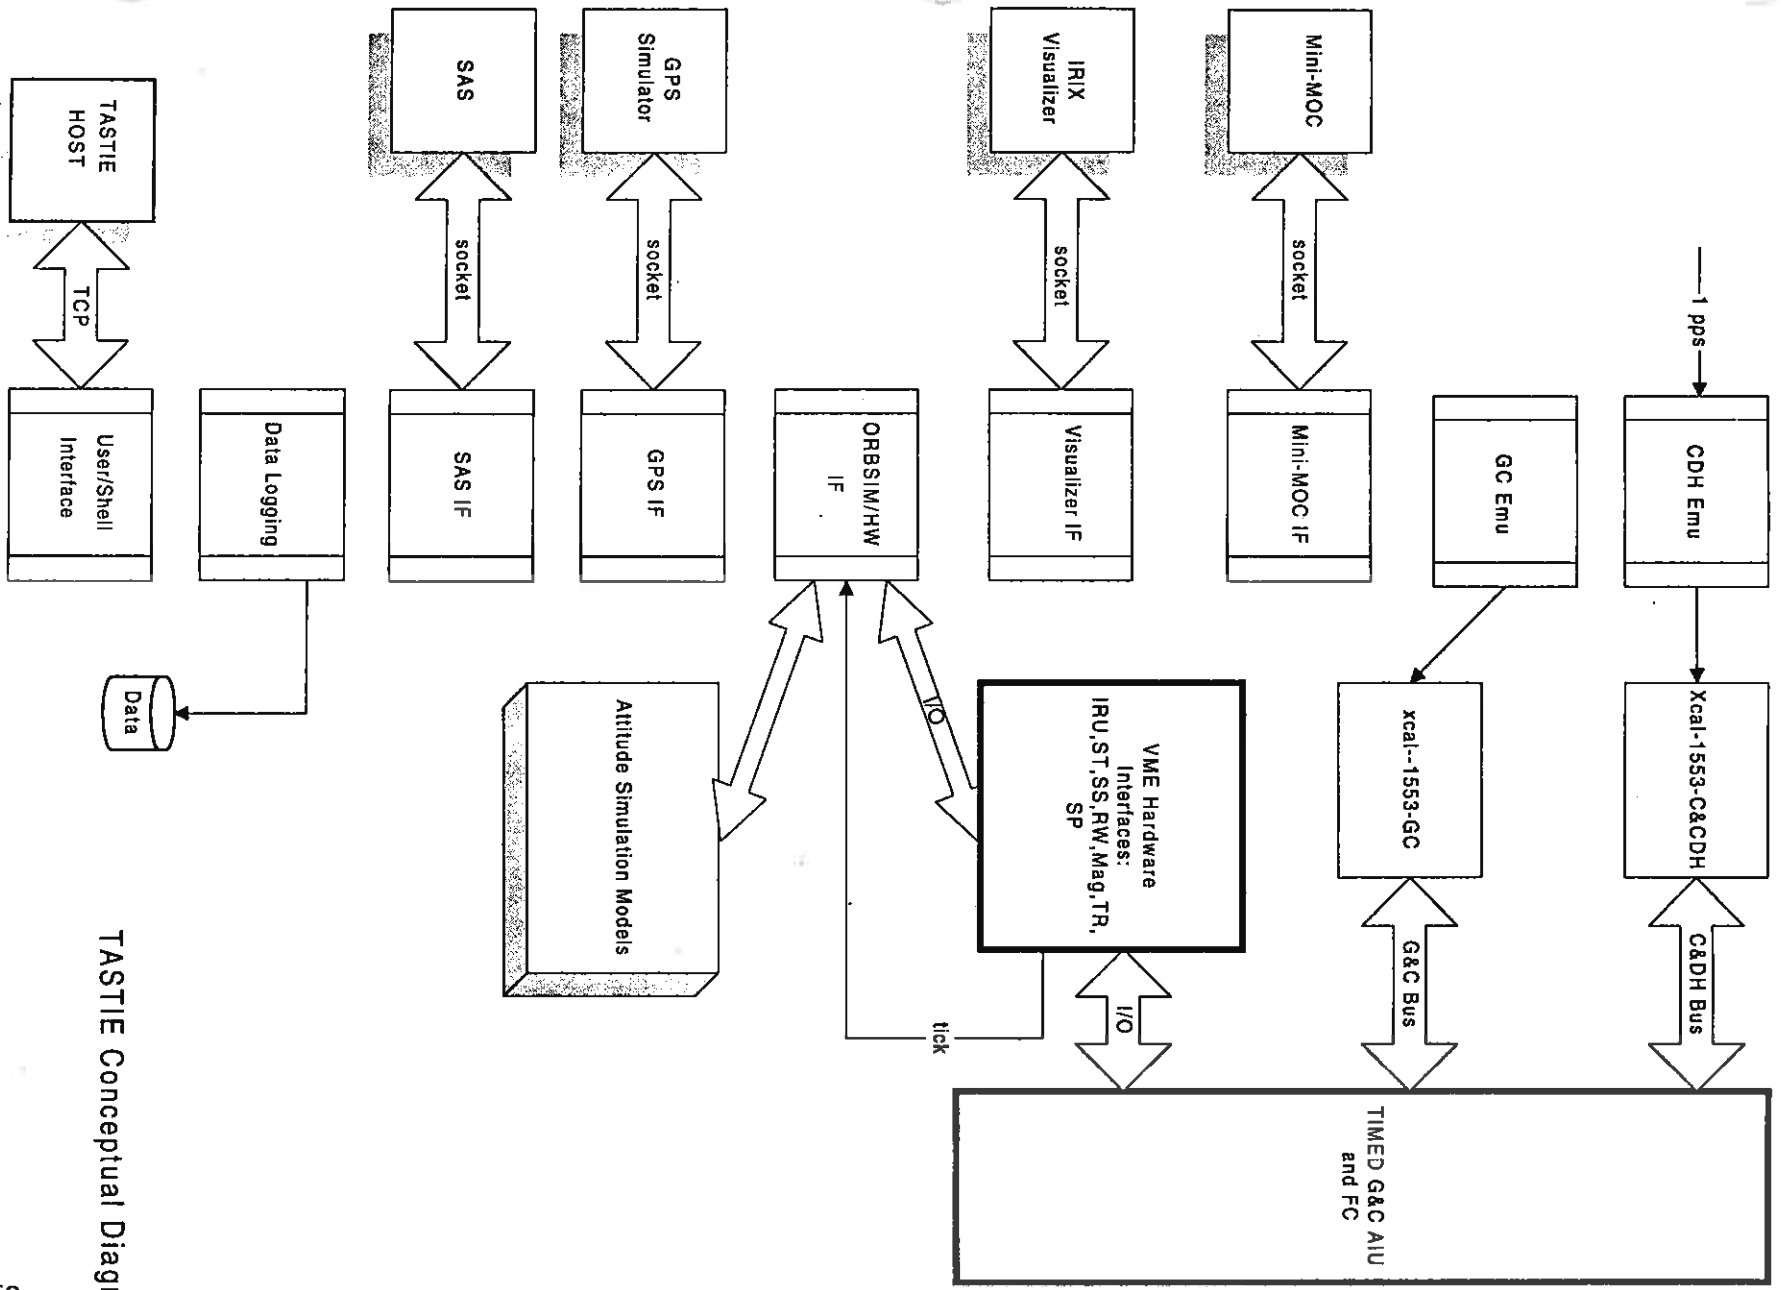 TASTIE
HOST
TCP
User/Shell
Interface
Data Logging
Data
SAS
socket
SAS IF
GPS
Simulator
socket
GPS IF
ORBSIM/HW
IF
I/O
Attitude Simulation Models
tick
IRIX
Visualizer
socket
Visualizer IF
VME Hardware
Interfaces:
IRU,ST,SS,RW,Mag,TR,
SP
I/O
Mini-MOC
socket
Mini-MOC IF
GC Emu
xcal--1553-GC
G&C Bus
1 pps
CDH Emu
Xcal-1553-C&CDH
C&DH Bus
TIMED G&C AIU
and FC
TASTIE Conceptual